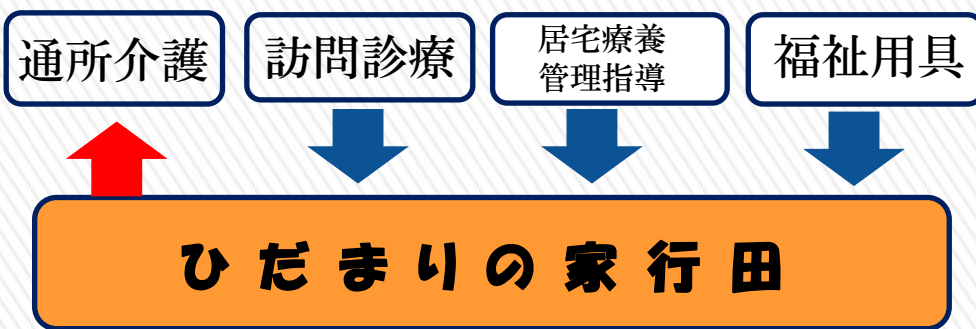 通所介護
訪問診療
居宅療養
管理指導
福祉用具
ひだまりの家行田